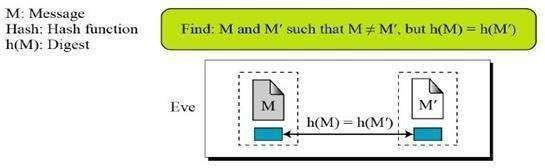 M: Message
Hash: Hash function
h(M): Digest
Find: M and M′ such that M ≠ M′, but h(M) = h(M′)
Eve
M
M′
h(M) = h(M′)